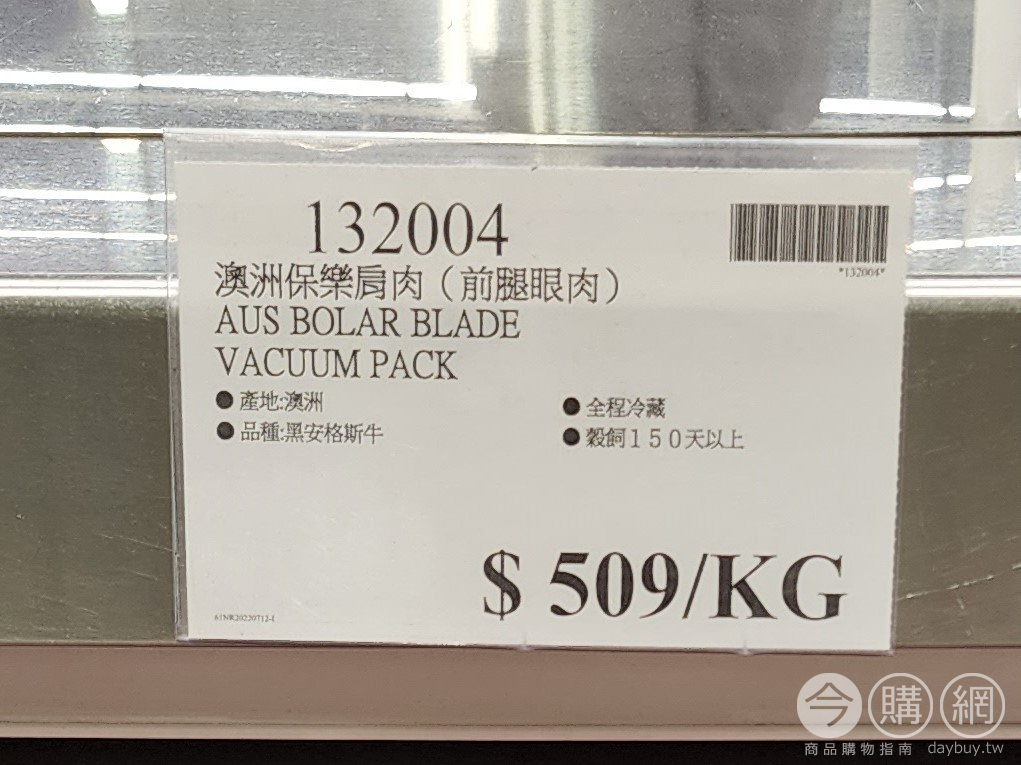 132004
*132004*
澳洲保樂肩肉（前腿眼肉）
AUS BOLAR BLADE
VACUUM PACK
●產地:澳洲
●全程冷藏
●品種:黑安格斯牛
●穀飼１５０天以上
$ 509/KG
61NR20220712-1
今購網
商品購物指南 daybuy.tw